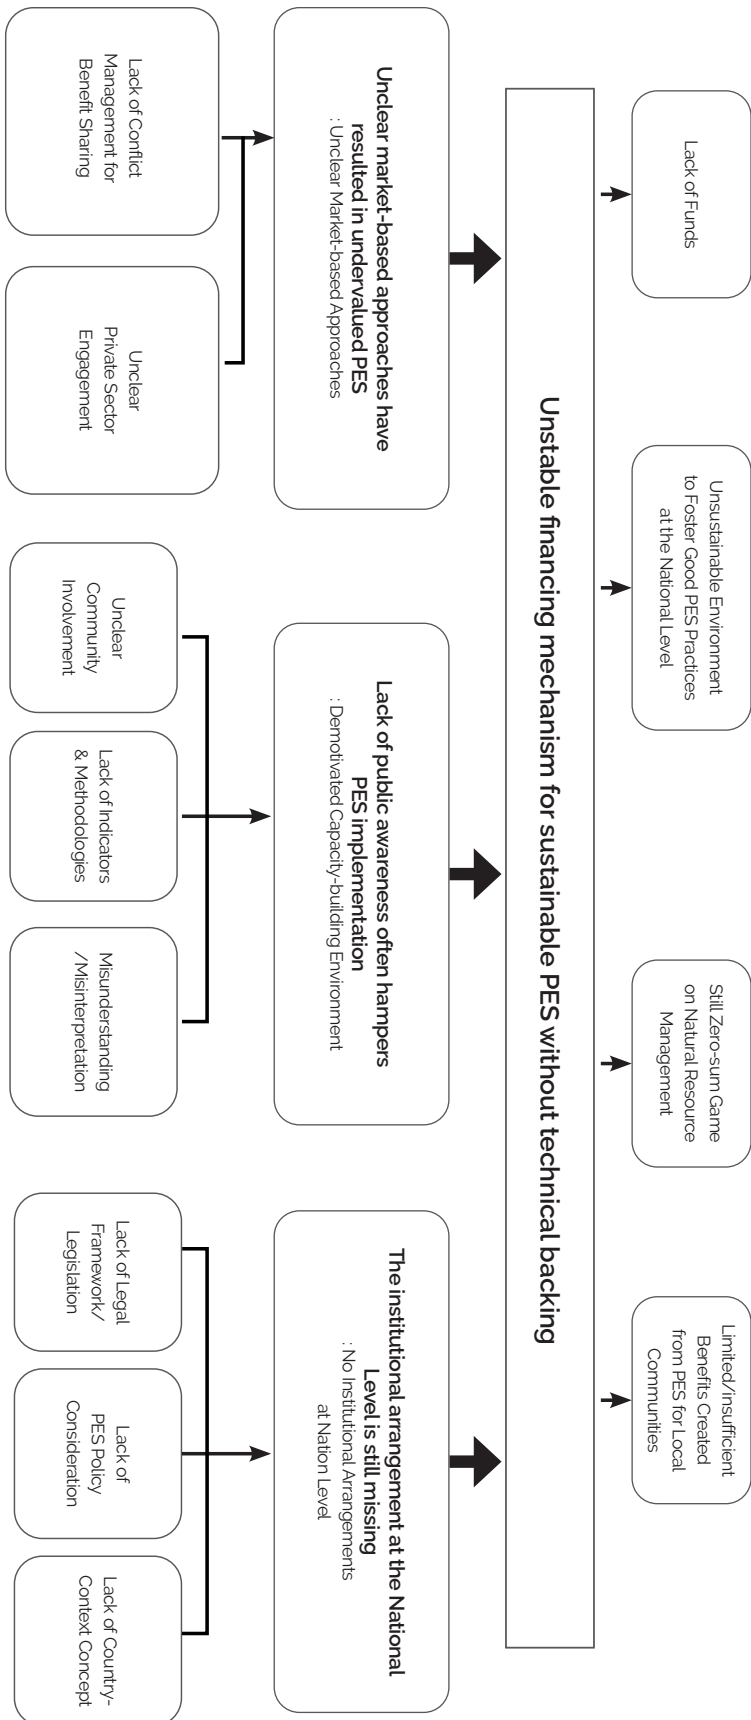 Lack of Funds
Unsustainable Environment
to Foster Good PES Practices
at the National Level
Still Zero-sum Game
on Natural Resource
Management
Limited/insufficient
Benefits Created
from PES for Local
Communities
Unstable financing mechanism for sustainable PES without technical backing
Unclear market-based approaches have
resulted in undervalued PES
: Unclear Market-based Approaches
Lack of public awareness often hampers
PES implementation
: Demotivated Capacity-building Environment
The institutional arrangement at the National
Level is still missing
: No Institutional Arrangements
at Nation Level
Lack of Conflict
Management for
Benefit Sharing
Unclear
Private Sector
Engagement
Unclear
Community
Involvement
Lack of Indicators
& Methodologies
Misunderstanding
/Misinterpretation
Lack of Legal
Framework/
Legislation
Lack of
PES Policy
Consideration
Lack of Country-
Context Concept